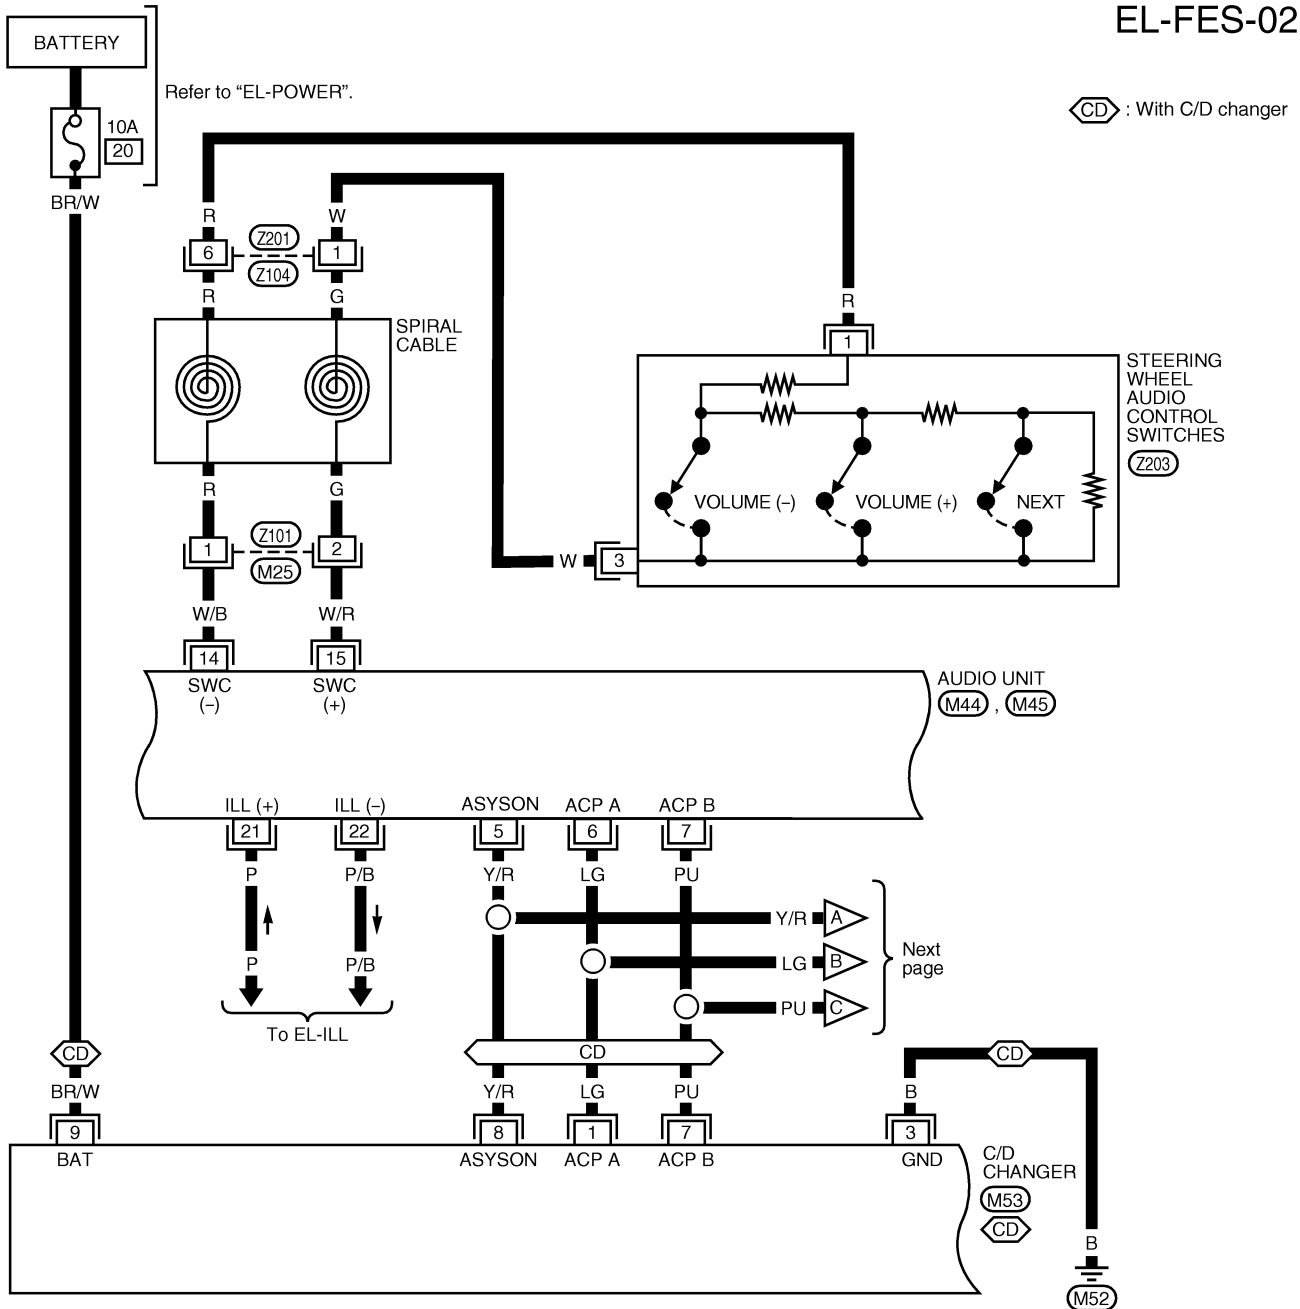 EL-FES-02
BATTERY
Refer to “EL-POWER”.
CD : With C/D changer
10A
20
BR/W
R
W
6
Z201
1
Z104
R
G
R
1
SPIRAL
CABLE
STEERING
WHEEL
AUDIO
CONTROL
SWITCHES
Z203
VOLUME (–)
VOLUME (+)
NEXT
R
G
1
Z101
2
M25
W
3
W/B
W/R
14
15
SWC
(–)
SWC
(+)
AUDIO UNIT
M44 , M45
ILL (+)
ILL (–)
ASYSON
ACP A
ACP B
21
22
5
6
7
P
P/B
Y/R
LG
PU
Y/R
A
P
P/B
LG
B
Next
page
PU
C
To EL-ILL
CD
CD
CD
BR/W
Y/R
LG
PU
B
9
8
1
7
3
BAT
ASYSON
ACP A
ACP B
GND
C/D
CHANGER
M53
CD
B
M52